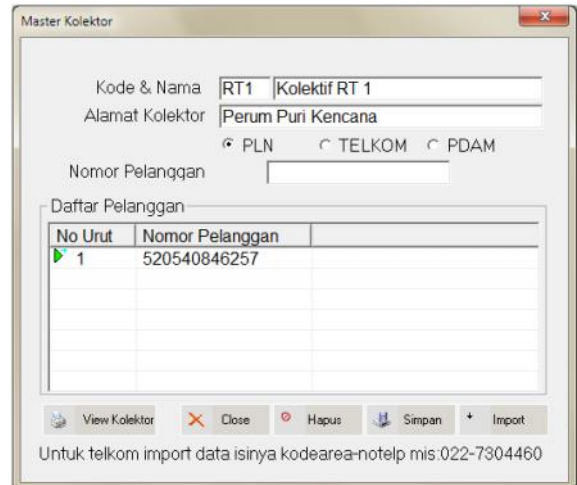 Master Kolektor
Kode & Nama RT1 Kolektif RT 1
Alamat Kolektor Perum Puri Kencana
PLN TELKOM PDAM
Nomor Pelanggan
Daftar Pelanggan
No Urut Nomor Pelanggan
1 520540846257
View Kolektor Close Hapus Simpan Import
Untuk telkom import data isinya kodearea-notelp mis:022-7304460